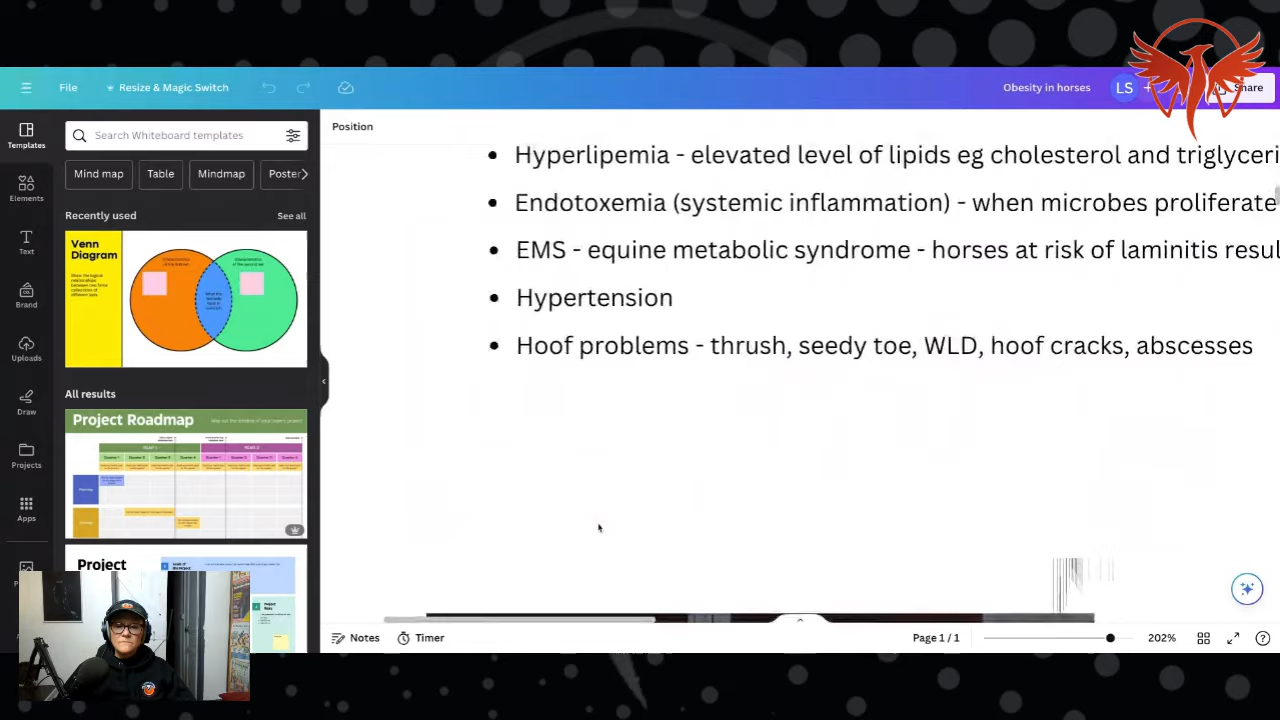 File
Resize & Magic Switch
Obesity in horses
LS
Share
Templates
Elements
Text
Brand
Uploads
Draw
Projects
Apps
Search Whiteboard templates
Mind map
Table
Mindmap
Poster
Recently used
See all
Venn
Diagram
All results
Project Roadmap
Project
Position
• Hyperlipemia - elevated level of lipids eg cholesterol and triglyceri
• Endotoxemia (systemic inflammation) - when microbes proliferate
• EMS - equine metabolic syndrome - horses at risk of laminitis resul
• Hypertension
• Hoof problems - thrush, seedy toe, WLD, hoof cracks, abscesses
Notes
Timer
Page 1 / 1
202%